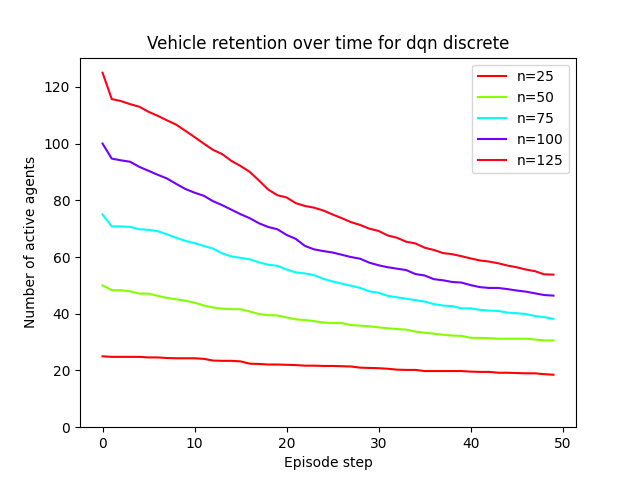 Vehicle retention over time for dqn discrete
n=25
n=50
n=75
n=100
n=125
Number of active agents
120
100
80
60
40
20
0
0 10 20 30 40 50
Episode step